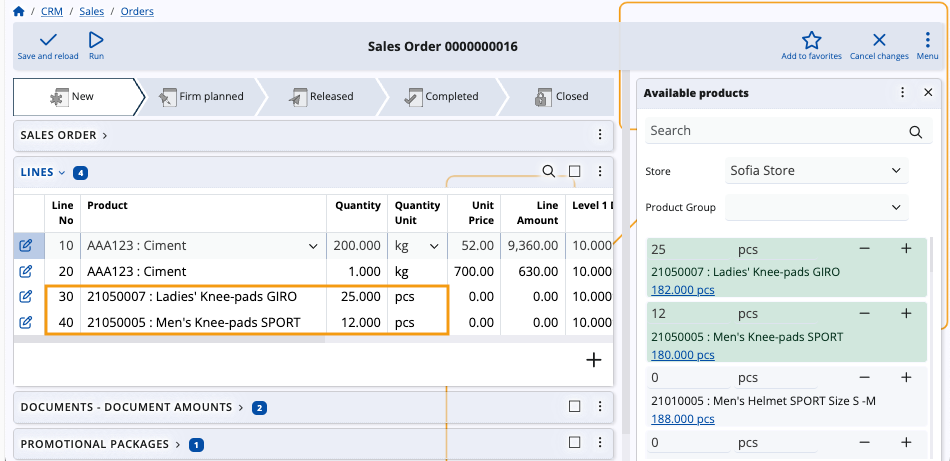 / CRM / Sales / Orders
Save and reload Run Sales Order 0000000016 Add to favorites Cancel changes Menu
New Firm planned Released Completed Closed
SALES ORDER >
LINES 4
Line No Product Quantity Quantity Unit Unit Price Line Amount Level 1
10 AAA123 : Ciment 200.000 kg 52.00 9,360.00 10.000
20 AAA123 : Ciment 1.000 kg 700.00 630.00 10.000
30 21050007 : Ladies' Knee-pads GIRO 25.000 pcs 0.00 0.00 10.000
40 21050005 : Men's Knee-pads SPORT 12.000 pcs 0.00 0.00 10.000
+
DOCUMENTS - DOCUMENT AMOUNTS > 2
PROMOTIONAL PACKAGES > 1
Available products
Search
Store Sofia Store
Product Group
25 pcs − +
21050007 : Ladies' Knee-pads GIRO
182.000 pcs
12 pcs − +
21050005 : Men's Knee-pads SPORT
180.000 pcs
0 pcs − +
21010005 : Men's Helmet SPORT Size S -M
188.000 pcs
0 pcs − +